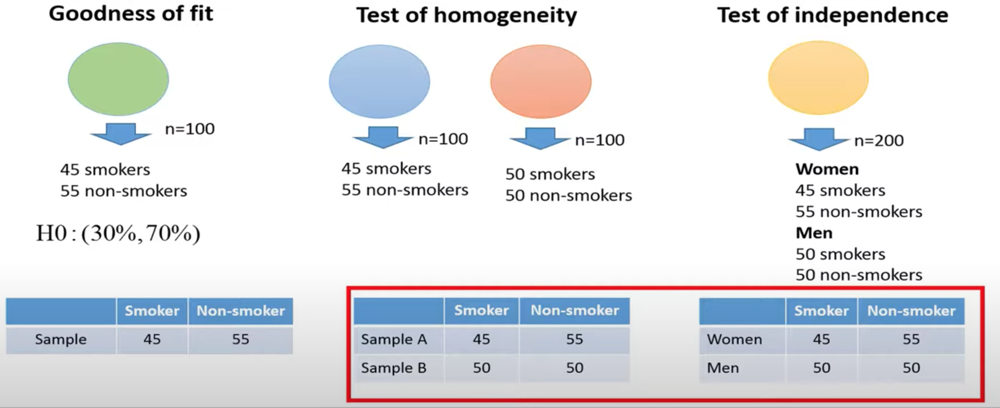 Goodness of fit
n=100
45 smokers
55 non-smokers
H0 : (30%, 70%)
Smoker Non-smoker
Sample 45 55
Test of homogeneity
n=100
45 smokers
55 non-smokers
n=100
50 smokers
50 non-smokers
Smoker Non-smoker
Sample A 45 55
Sample B 50 50
Test of independence
n=200
Women
45 smokers
55 non-smokers
Men
50 smokers
50 non-smokers
Smoker Non-smoker
Women 45 55
Men 50 50